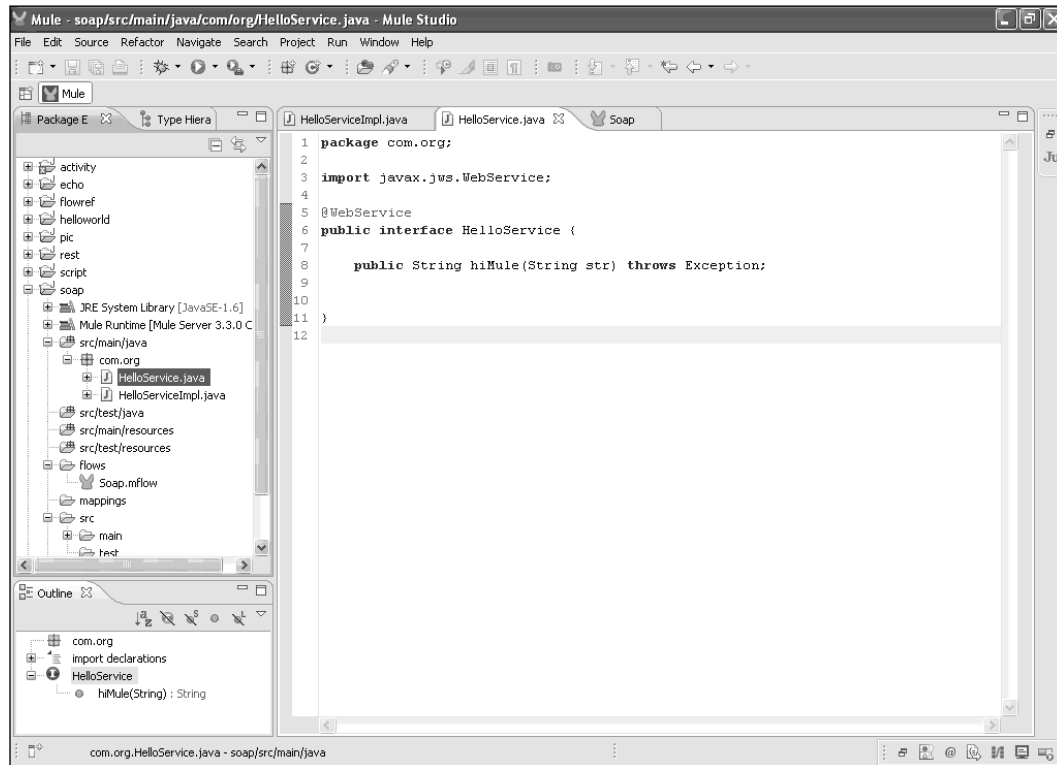 Mule - soap/src/main/java/com/org/HelloService.java - Mule Studio
File Edit Source Refactor Navigate Search Project Run Window Help
Mule
Package E
Type Hiera
HelloServiceImpl.java
HelloService.java
Soap
activity
echo
flowref
helloworld
pic
rest
script
soap
JRE System Library [JavaSE-1.6]
Mule Runtime [Mule Server 3.3.0 C
src/main/java
com.org
HelloService.java
HelloServiceImpl.java
src/test/java
src/main/resources
src/test/resources
flows
Soap.mflow
mappings
src
main
test
1 package com.org;
2
3 import javax.jws.WebService;
4
5 @WebService
6 public interface HelloService {
7
8 public String hiMule(String str) throws Exception;
9
10
11 }
12
Ju
Outline
com.org
import declarations
HelloService
hiMule(String) : String
com.org.HelloService.java - soap/src/main/java